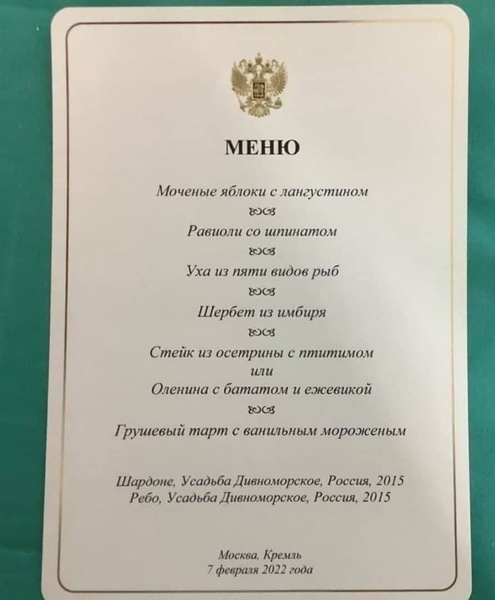 МЕНЮ
Моченые яблоки с лангустином
Равиоли со шпинатом
Уха из пяти видов рыб
Шербет из имбиря
Стейк из осетрины с птитимом
или
Оленина с бататом и ежевикой
Грушевый тарт с ванильным мороженым
Шардоне, Усадьба Дивноморское, Россия, 2015
Ребо, Усадьба Дивноморское, Россия, 2015
Москва, Кремль
7 февраля 2022 года